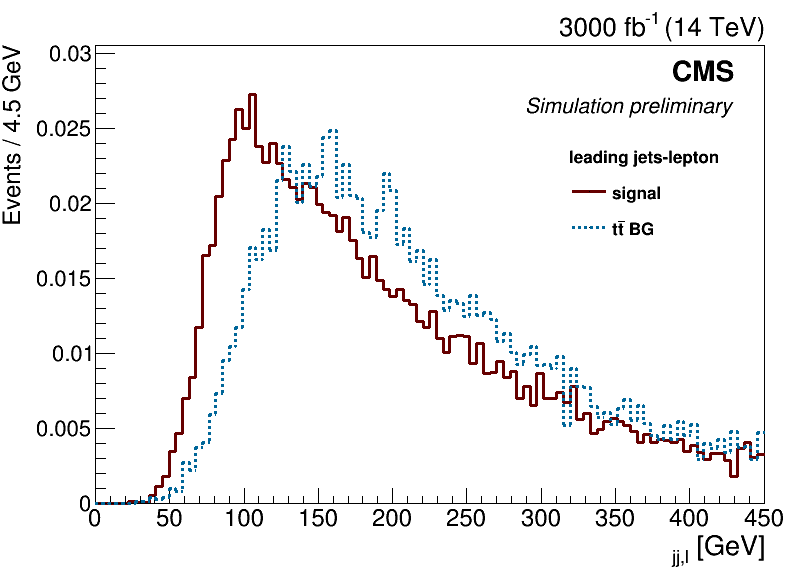 3000 fb⁻¹ (14 TeV)
CMS
Simulation preliminary
leading jets-lepton
signal
tt̄ BG
Events / 4.5 GeV
0.03
0.025
0.02
0.015
0.01
0.005
0
0 50 100 150 200 250 300 350 400 450
jj,l [GeV]